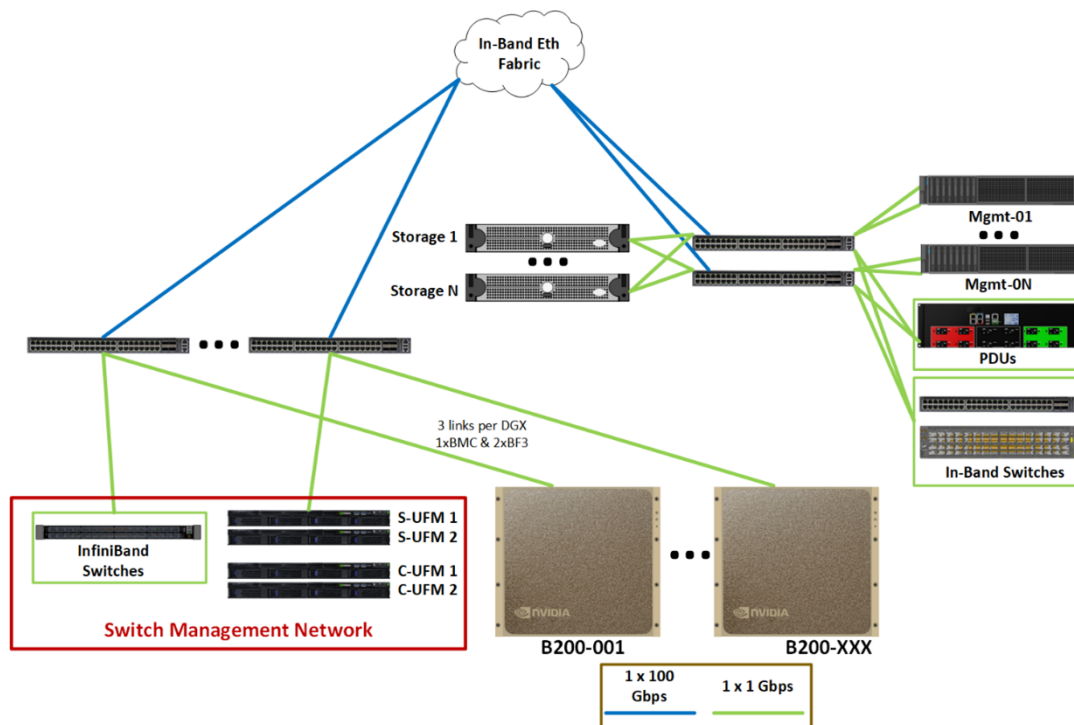 In-Band Eth
Fabric
Storage 1
Storage N
Mgmt-01
Mgmt-0N
PDUs
In-Band Switches
3 links per DGX
1xBMC & 2xBF3
InfiniBand
Switches
S-UFM 1
S-UFM 2
C-UFM 1
C-UFM 2
Switch Management Network
NVIDIA
NVIDIA
B200-001
B200-XXX
1 x 100
Gbps
1 x 1 Gbps